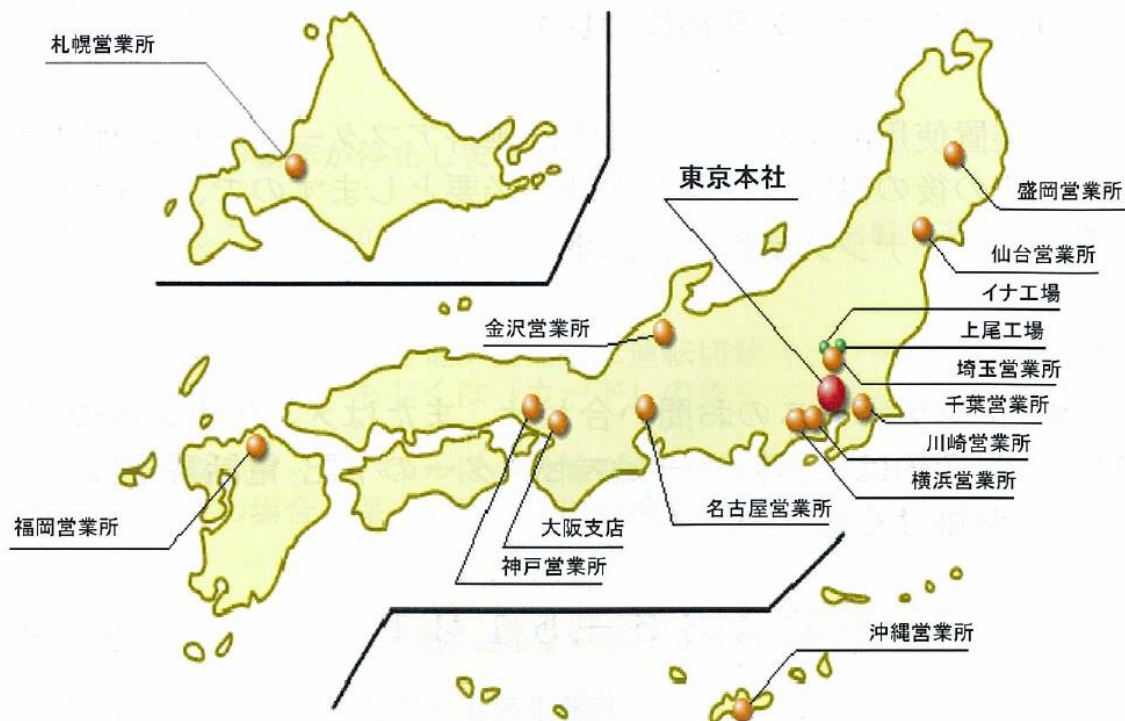 札幌営業所
東京本社
盛岡営業所
仙台営業所
イナ工場
上尾工場
埼玉営業所
千葉営業所
川崎営業所
横浜営業所
金沢営業所
名古屋営業所
大阪支店
神戸営業所
福岡営業所
沖縄営業所